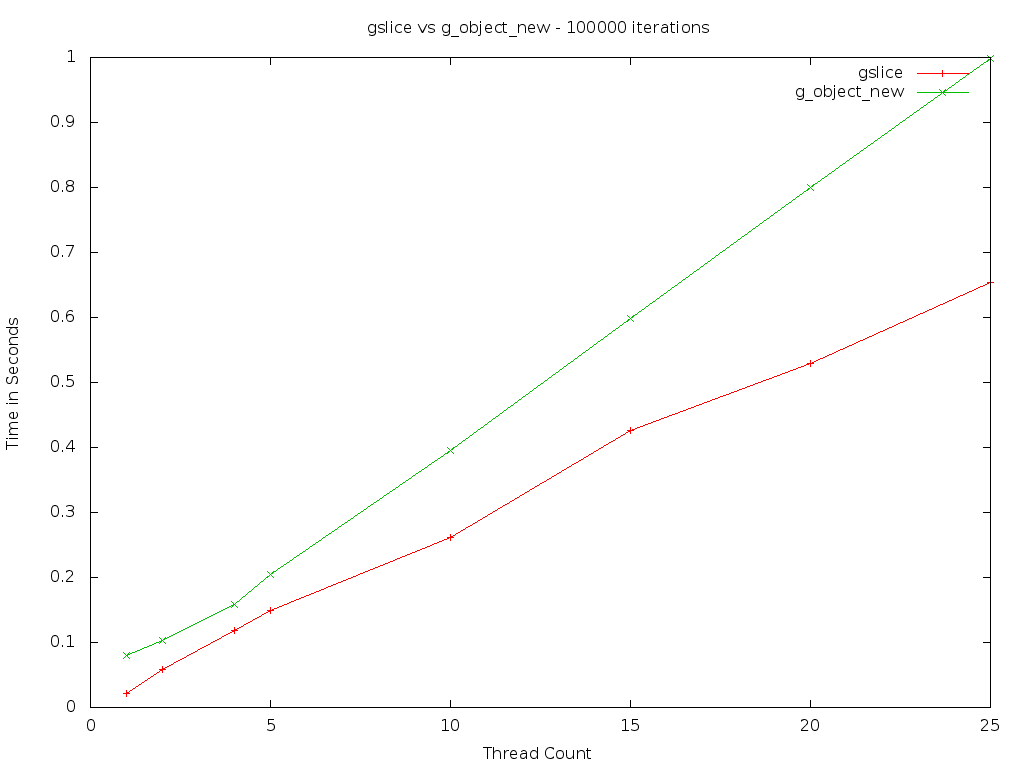 gslice vs g_object_new - 100000 iterations
1
gslice
g_object_new
0.9
0.8
0.7
0.6
0.5
0.4
0.3
0.2
0.1
0
Time in Seconds
0 5 10 15 20 25
Thread Count